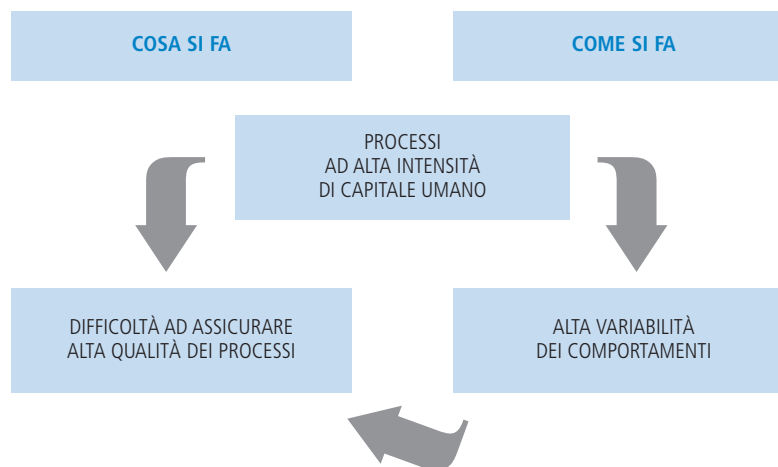 COSA SI FA
COME SI FA
PROCESSI
AD ALTA INTENSITÀ
DI CAPITALE UMANO
DIFFICOLTÀ AD ASSICURARE
ALTA QUALITÀ DEI PROCESSI
ALTA VARIABILITÀ
DEI COMPORTAMENTI